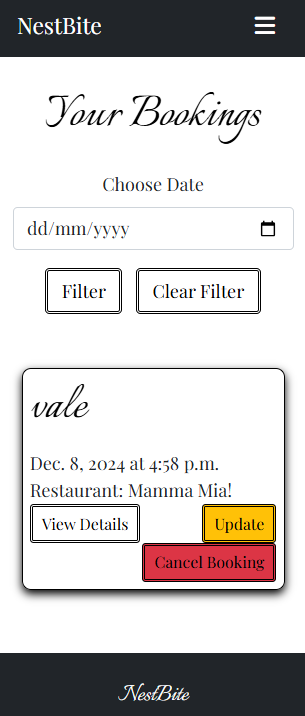 NestBite
Your Bookings
Choose Date
dd/mm/yyyy
Filter Clear Filter
vale
Dec. 8, 2024 at 4:58 p.m.
Restaurant: Mamma Mia!
View Details Update
Cancel Booking
NestBite